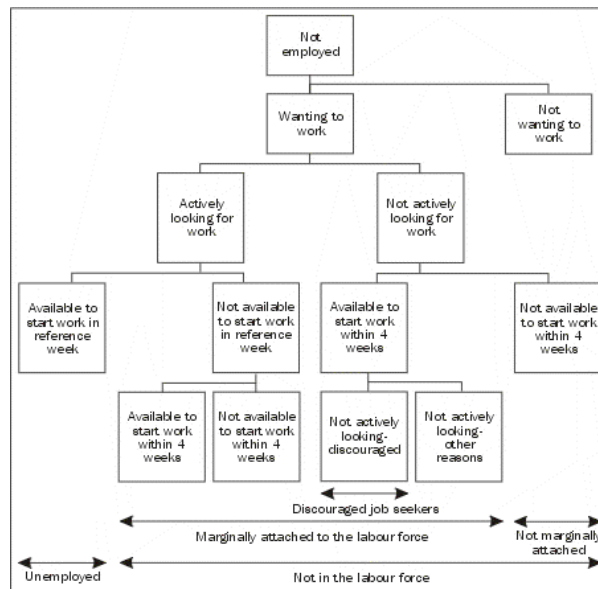 Not
employed
Wanting to
work
Not
wanting to
work
Actively
looking for
work
Not actively
looking for
work
Available to
start work in
reference
week
Not available
to start work
in reference
week
Available to
start work
within 4
weeks
Not available
to start work
within 4
weeks
Available to
start work
within 4
weeks
Not available
to start work
within 4
weeks
Not actively
looking-
discouraged
Not actively
looking-
other
reasons
Discouraged job seekers
Marginally attached to the labour force
Not marginally
attached
Unemployed
Not in the labour force